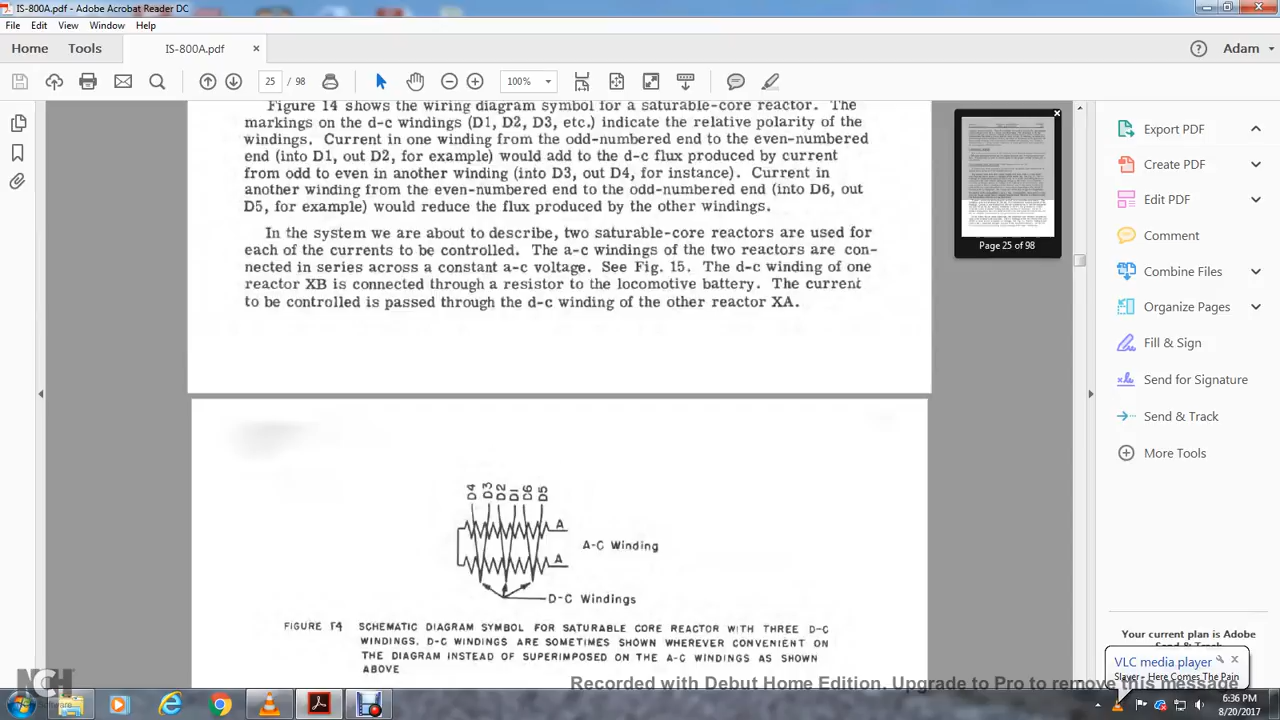 IS-800A.pdf - Adobe Acrobat Reader DC
File Edit View Window Help
Home Tools IS-800A.pdf × Adam
25 / 98 100%
Figure 14 shows the wiring diagram symbol for a saturable-core reactor. The
markings on the d-c windings (D1, D2, D3, etc.) indicate the relative polarity of the
windings. Current in one winding from the odd-numbered end to the even-numbered
end (into D1, out D2, for example) would add to the d-c flux produced by current
from odd to even in another winding (into D3, out D4, for instance). Current in
another winding from the even-numbered end to the odd-numbered end (into D6, out
D5, for example) would reduce the flux produced by the other windings.
In the system we are about to describe, two saturable-core reactors are used for
each of the currents to be controlled. The a-c windings of the two reactors are con-
nected in series across a constant a-c voltage. See Fig. 15. The d-c winding of one
reactor XB is connected through a resistor to the locomotive battery. The current
to be controlled is passed through the d-c winding of the other reactor XA.
D4 D3 D2 D1 D6 D5
A
A-C Winding
A
D-C Windings
FIGURE 14 SCHEMATIC DIAGRAM SYMBOL FOR SATURABLE CORE REACTOR WITH THREE D-C
WINDINGS. D-C WINDINGS ARE SOMETIMES SHOWN WHEREVER CONVENIENT ON
THE DIAGRAM INSTEAD OF SUPERIMPOSED ON THE A-C WINDINGS AS SHOWN
ABOVE
Page 25 of 98
Export PDF
Create PDF
Edit PDF
Comment
Combine Files
Organize Pages
Fill & Sign
Send for Signature
Send & Track
More Tools
Your current plan is Adobe
VLC media player
Slayer - Here Comes The Pain
NCH
Software
Recorded with Debut Home Edition. Upgrade to Pro to remove this message
6:36 PM
8/20/2017